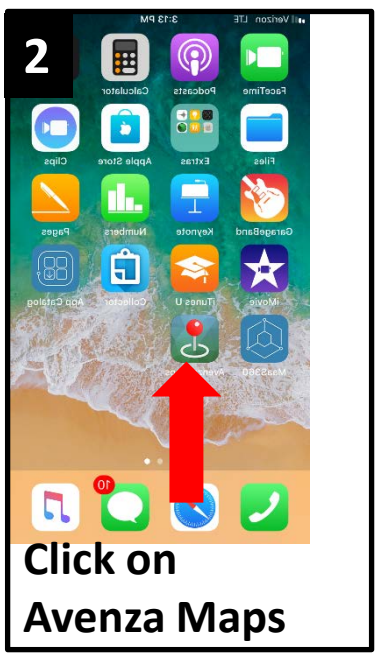 2
3:13 PM Verizon LTE
Calculator Podcasts FaceTime
Clips Apple Store Extras Files
Pages Numbers Keynote GarageBand
App Catalog Collector iTunes U iMovie
MaaS360
10
Click on
Avenza Maps